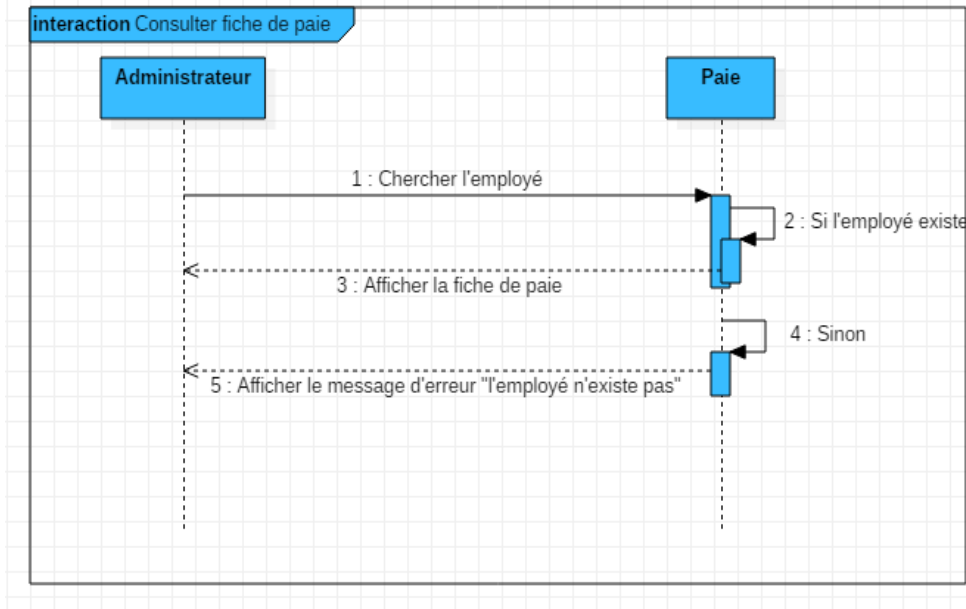 interaction Consulter fiche de paie
Administrateur
Paie
1 : Chercher l'employé
2 : Si l'employé existe
3 : Afficher la fiche de paie
4 : Sinon
5 : Afficher le message d'erreur "l'employé n'existe pas"